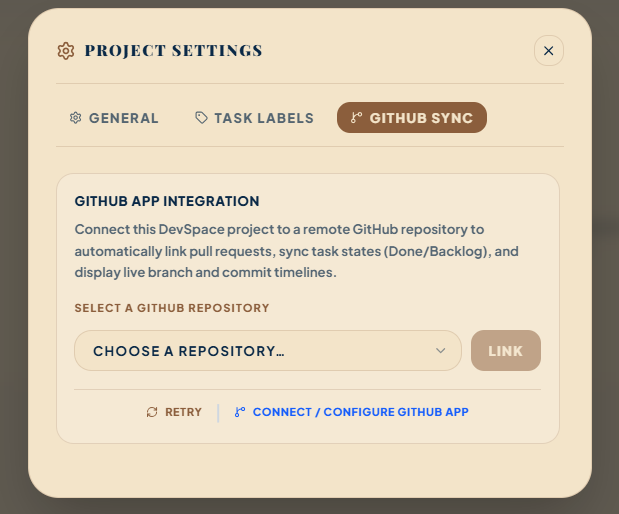 PROJECT SETTINGS
GENERAL
TASK LABELS
GITHUB SYNC
GITHUB APP INTEGRATION
Connect this DevSpace project to a remote GitHub repository to
automatically link pull requests, sync task states (Done/Backlog), and
display live branch and commit timelines.
SELECT A GITHUB REPOSITORY
CHOOSE A REPOSITORY...
LINK
RETRY
CONNECT / CONFIGURE GITHUB APP